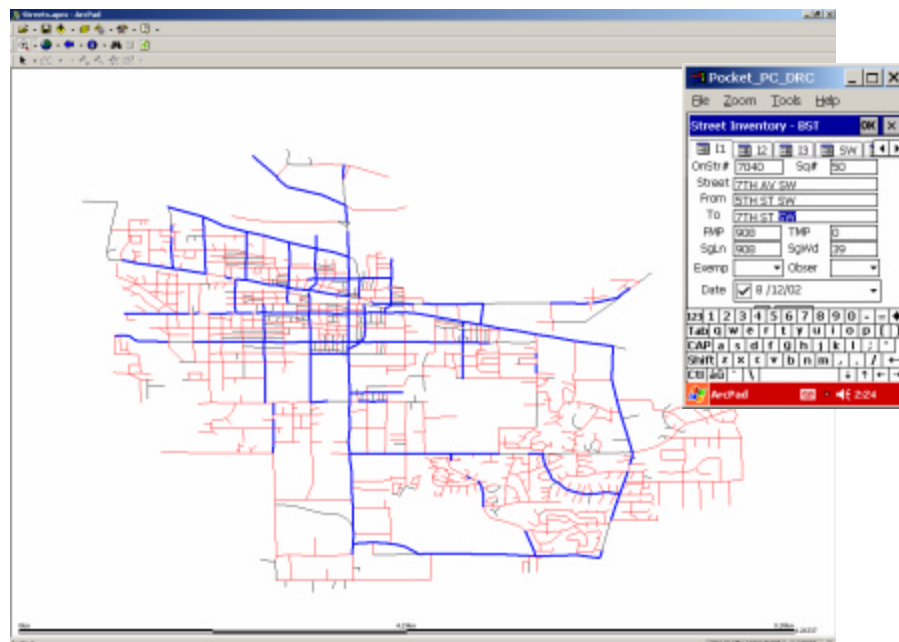 Streets.apm - ArcPad
Pocket_PC_DRC
File Zoom Tools Help
Street Inventory - BST OK
I1 I2 I3 SW
OnStr# 7040 Sq# 50
Street 7TH AV SW
From 5TH ST SW
To 7TH ST SW
FMP 908 TMP 0
SgLn 908 SgWd 39
Exemp Obser
Date 8 /12/02
123 1 2 3 4 5 6 7 8 9 0 - =
Tab q w e r t y u i o p [ ]
CAP a s d f g h j k l ; '
Shift z x c v b n m , . /
Ctl áü ` \
ArcPad 2:24